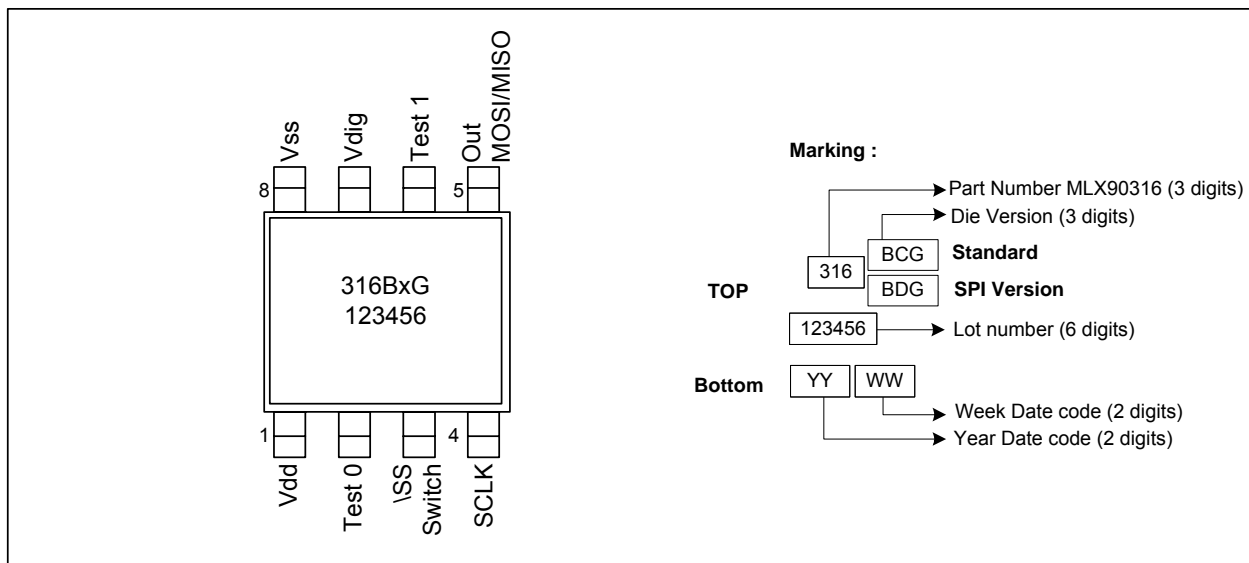 Vss
Vdig
Test 1
Out
MOSI/MISO
8
5
316BxG
123456
1
4
Vdd
Test 0
\SS
Switch
SCLK
Marking :
Part Number MLX90316 (3 digits)
Die Version (3 digits)
TOP
316
BCG
Standard
BDG
SPI Version
123456
Lot number (6 digits)
Bottom
YY
WW
Week Date code (2 digits)
Year Date code (2 digits)